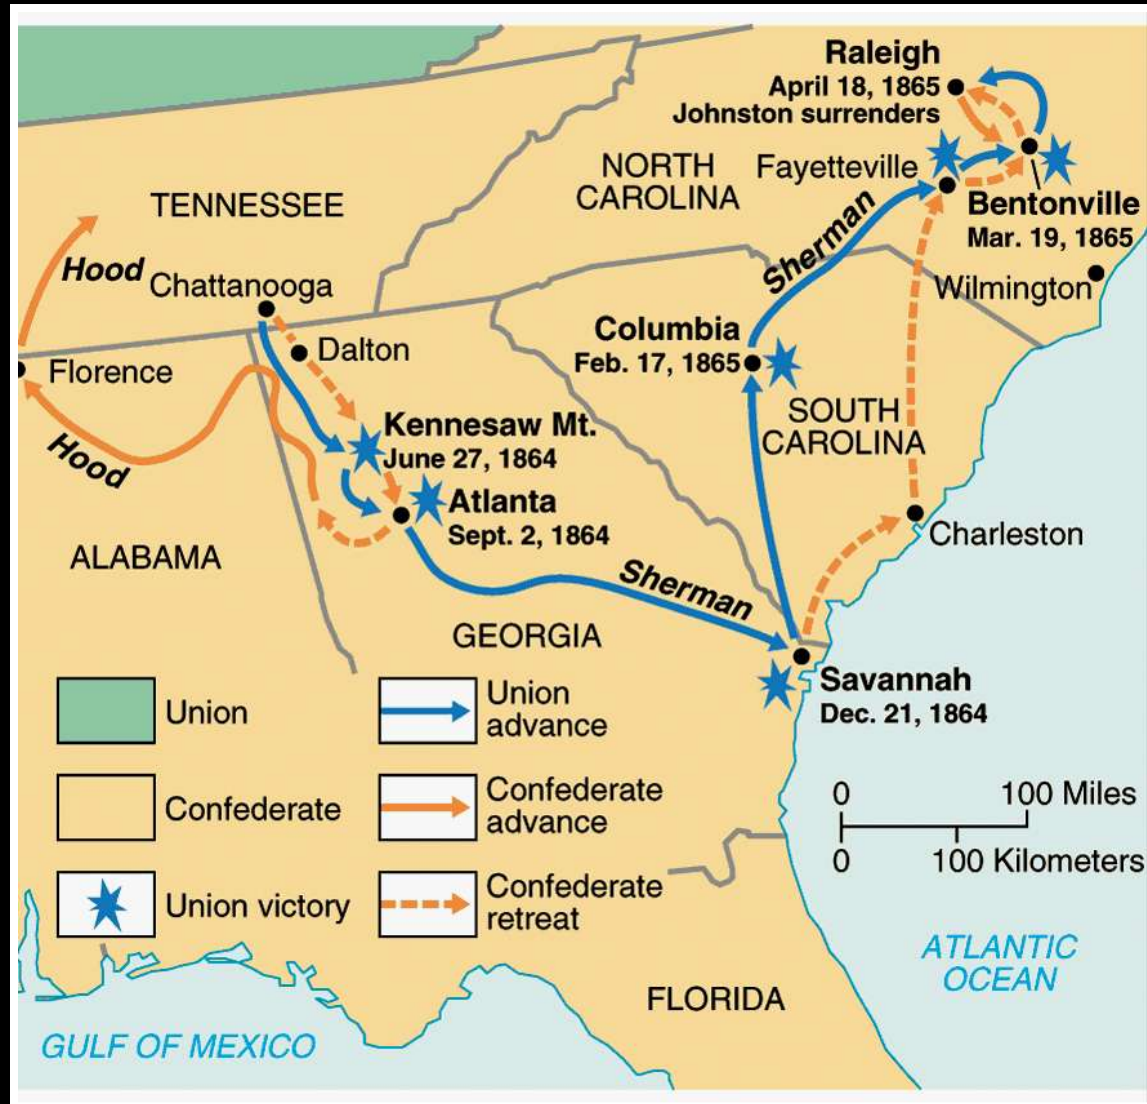 Raleigh
April 18, 1865
Johnston surrenders
NORTH
CAROLINA
Fayetteville
TENNESSEE
Bentonville
Mar. 19, 1865
Sherman
Hood
Chattanooga
Wilmington
Columbia
Feb. 17, 1865
Dalton
Florence
SOUTH
CAROLINA
Kennesaw Mt.
June 27, 1864
Hood
Atlanta
Sept. 2, 1864
Charleston
ALABAMA
Sherman
GEORGIA
Savannah
Dec. 21, 1864
Union
Union
advance
Confederate
Confederate
advance
Union victory
Confederate
retreat
0 100 Miles
0 100 Kilometers
ATLANTIC
OCEAN
FLORIDA
GULF OF MEXICO